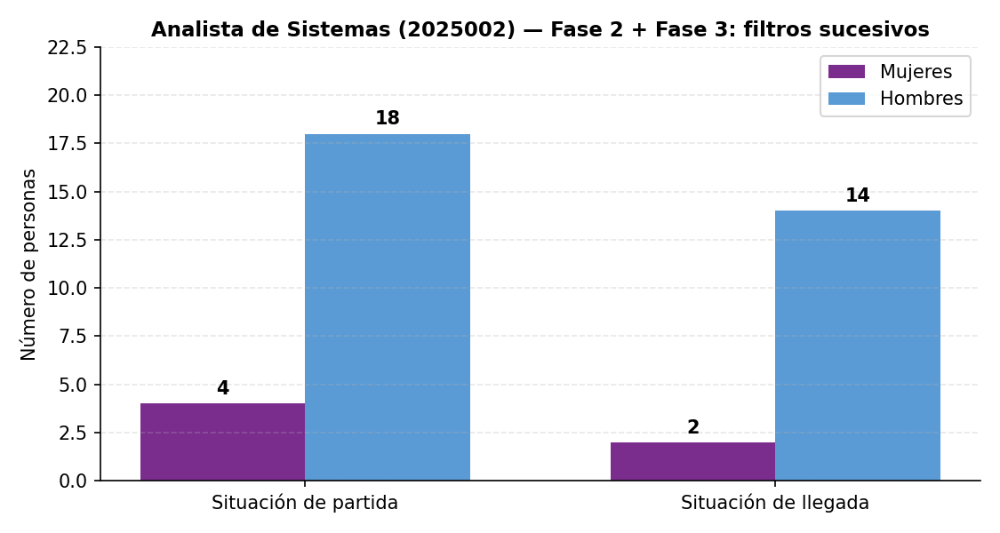 Analista de Sistemas (2025002) — Fase 2 + Fase 3: filtros sucesivos
Mujeres
Hombres
Número de personas
22.5
20.0
17.5
15.0
12.5
10.0
7.5
5.0
2.5
0.0
4
18
2
14
Situación de partida
Situación de llegada